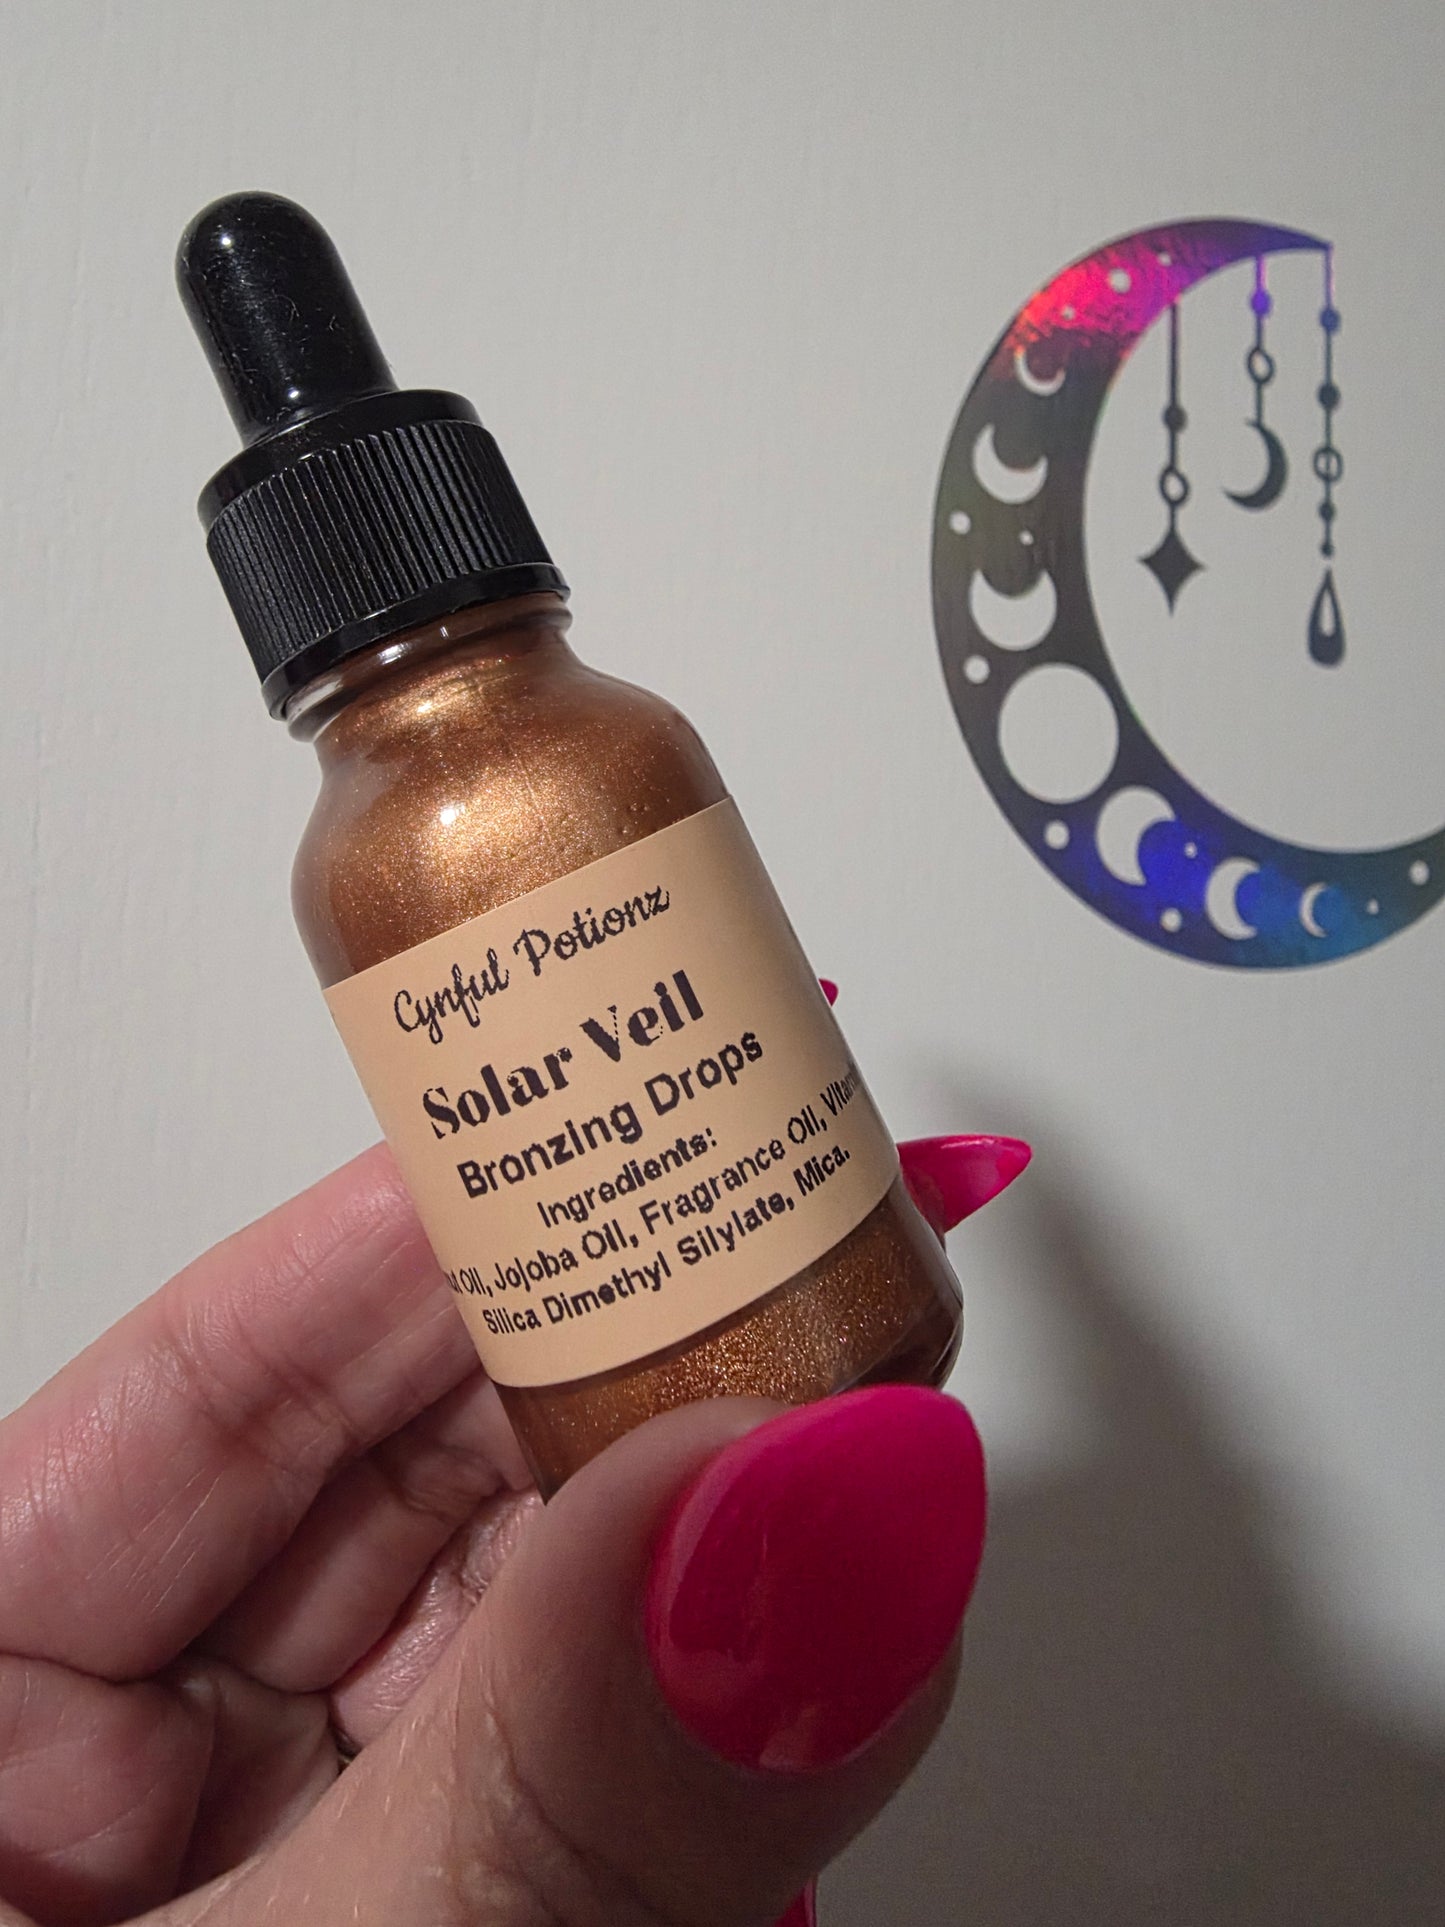 Cynful Potionz
Solar Veil
Bronzing Drops
Ingredients:
Oil, Jojoba Oil, Fragrance Oil,
Silica Dimethyl Silylate, Mica.